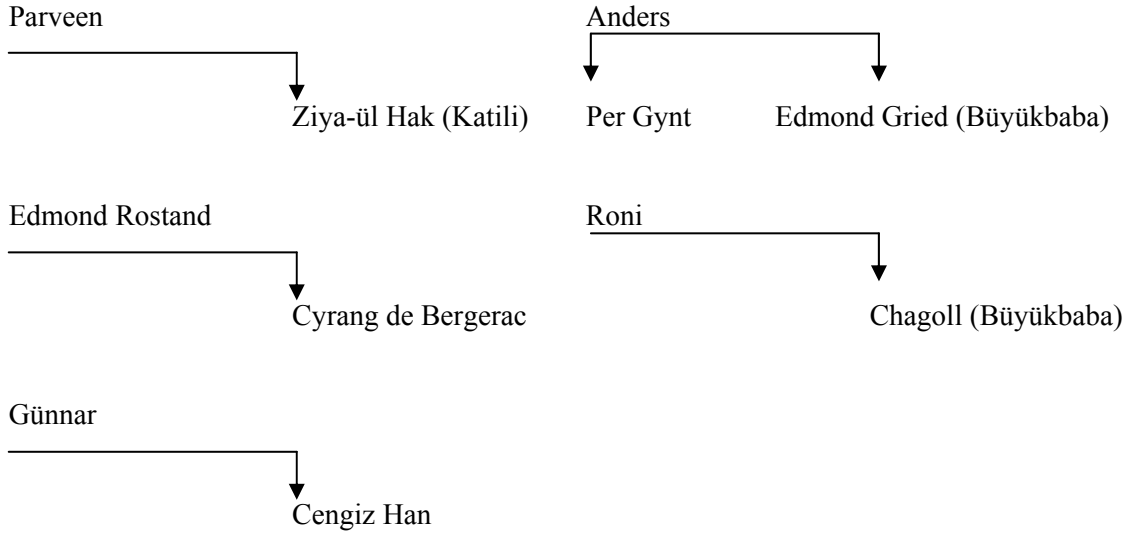 Parveen
Anders
Ziya-ül Hak (Katili)
Per Gynt
Edmond Gried (Büyükbaba)
Edmond Rostand
Roni
Cyrang de Bergerac
Chagoll (Büyükbaba)
Günnar
Cengiz Han